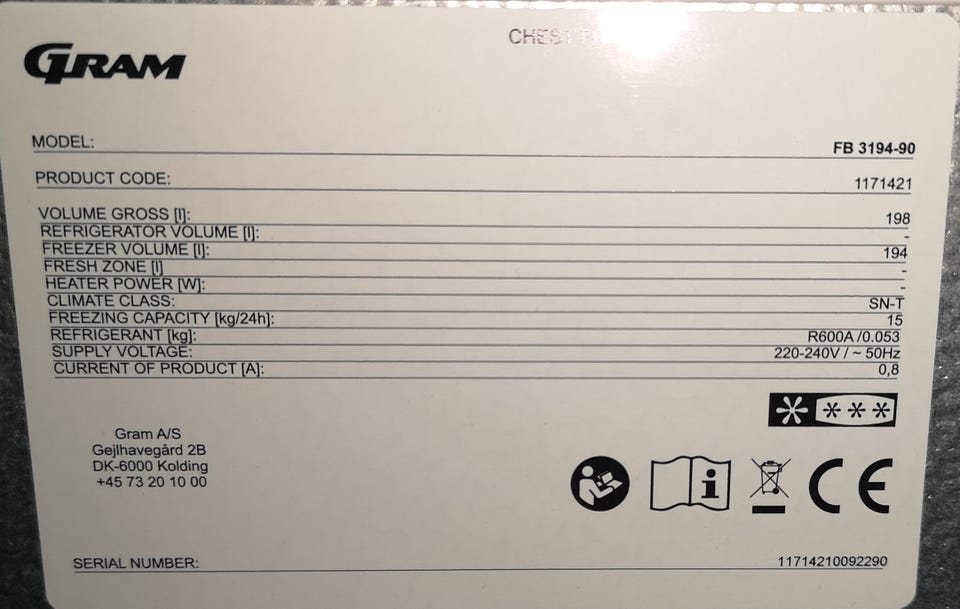 GRAM
CHEST
MODEL: FB 3194-90
PRODUCT CODE: 1171421
VOLUME GROSS [l]: 198
REFRIGERATOR VOLUME [l]: -
FREEZER VOLUME [l]: 194
FRESH ZONE [l] -
HEATER POWER [W]: -
CLIMATE CLASS: SN-T
FREEZING CAPACITY [kg/24h]: 15
REFRIGERANT [kg]: R600A /0.053
SUPPLY VOLTAGE: 220-240V / ~ 50Hz
CURRENT OF PRODUCT [A]: 0,8
Gram A/S
Gejlhavegård 2B
DK-6000 Kolding
+45 73 20 10 00
i
CE
SERIAL NUMBER: 11714210092290